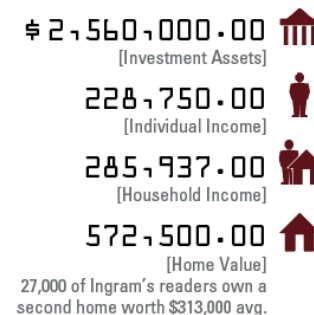 $2,560,000.00
[Investment Assets]
228,750.00
[Individual Income]
285,937.00
[Household Income]
572,500.00
[Home Value]
27,000 of Ingram's readers own a
second home worth $313,000 avg.